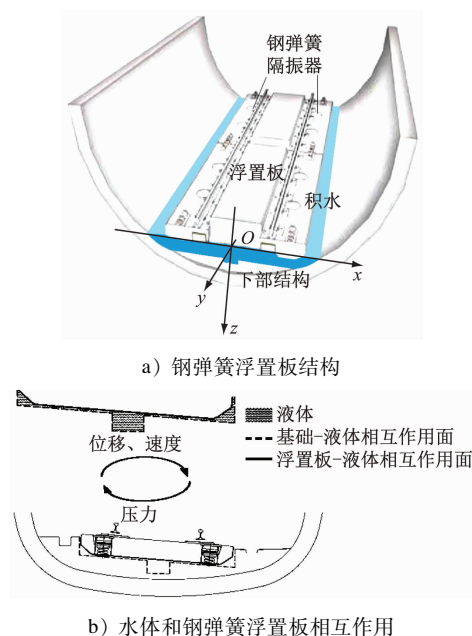 钢弹簧
隔振器
浮置板
积水
O
x
y
下部结构
z
a）钢弹簧浮置板结构
液体
位移、速度
基础-液体相互作用面
浮置板-液体相互作用面
压力
b）水体和钢弹簧浮置板相互作用